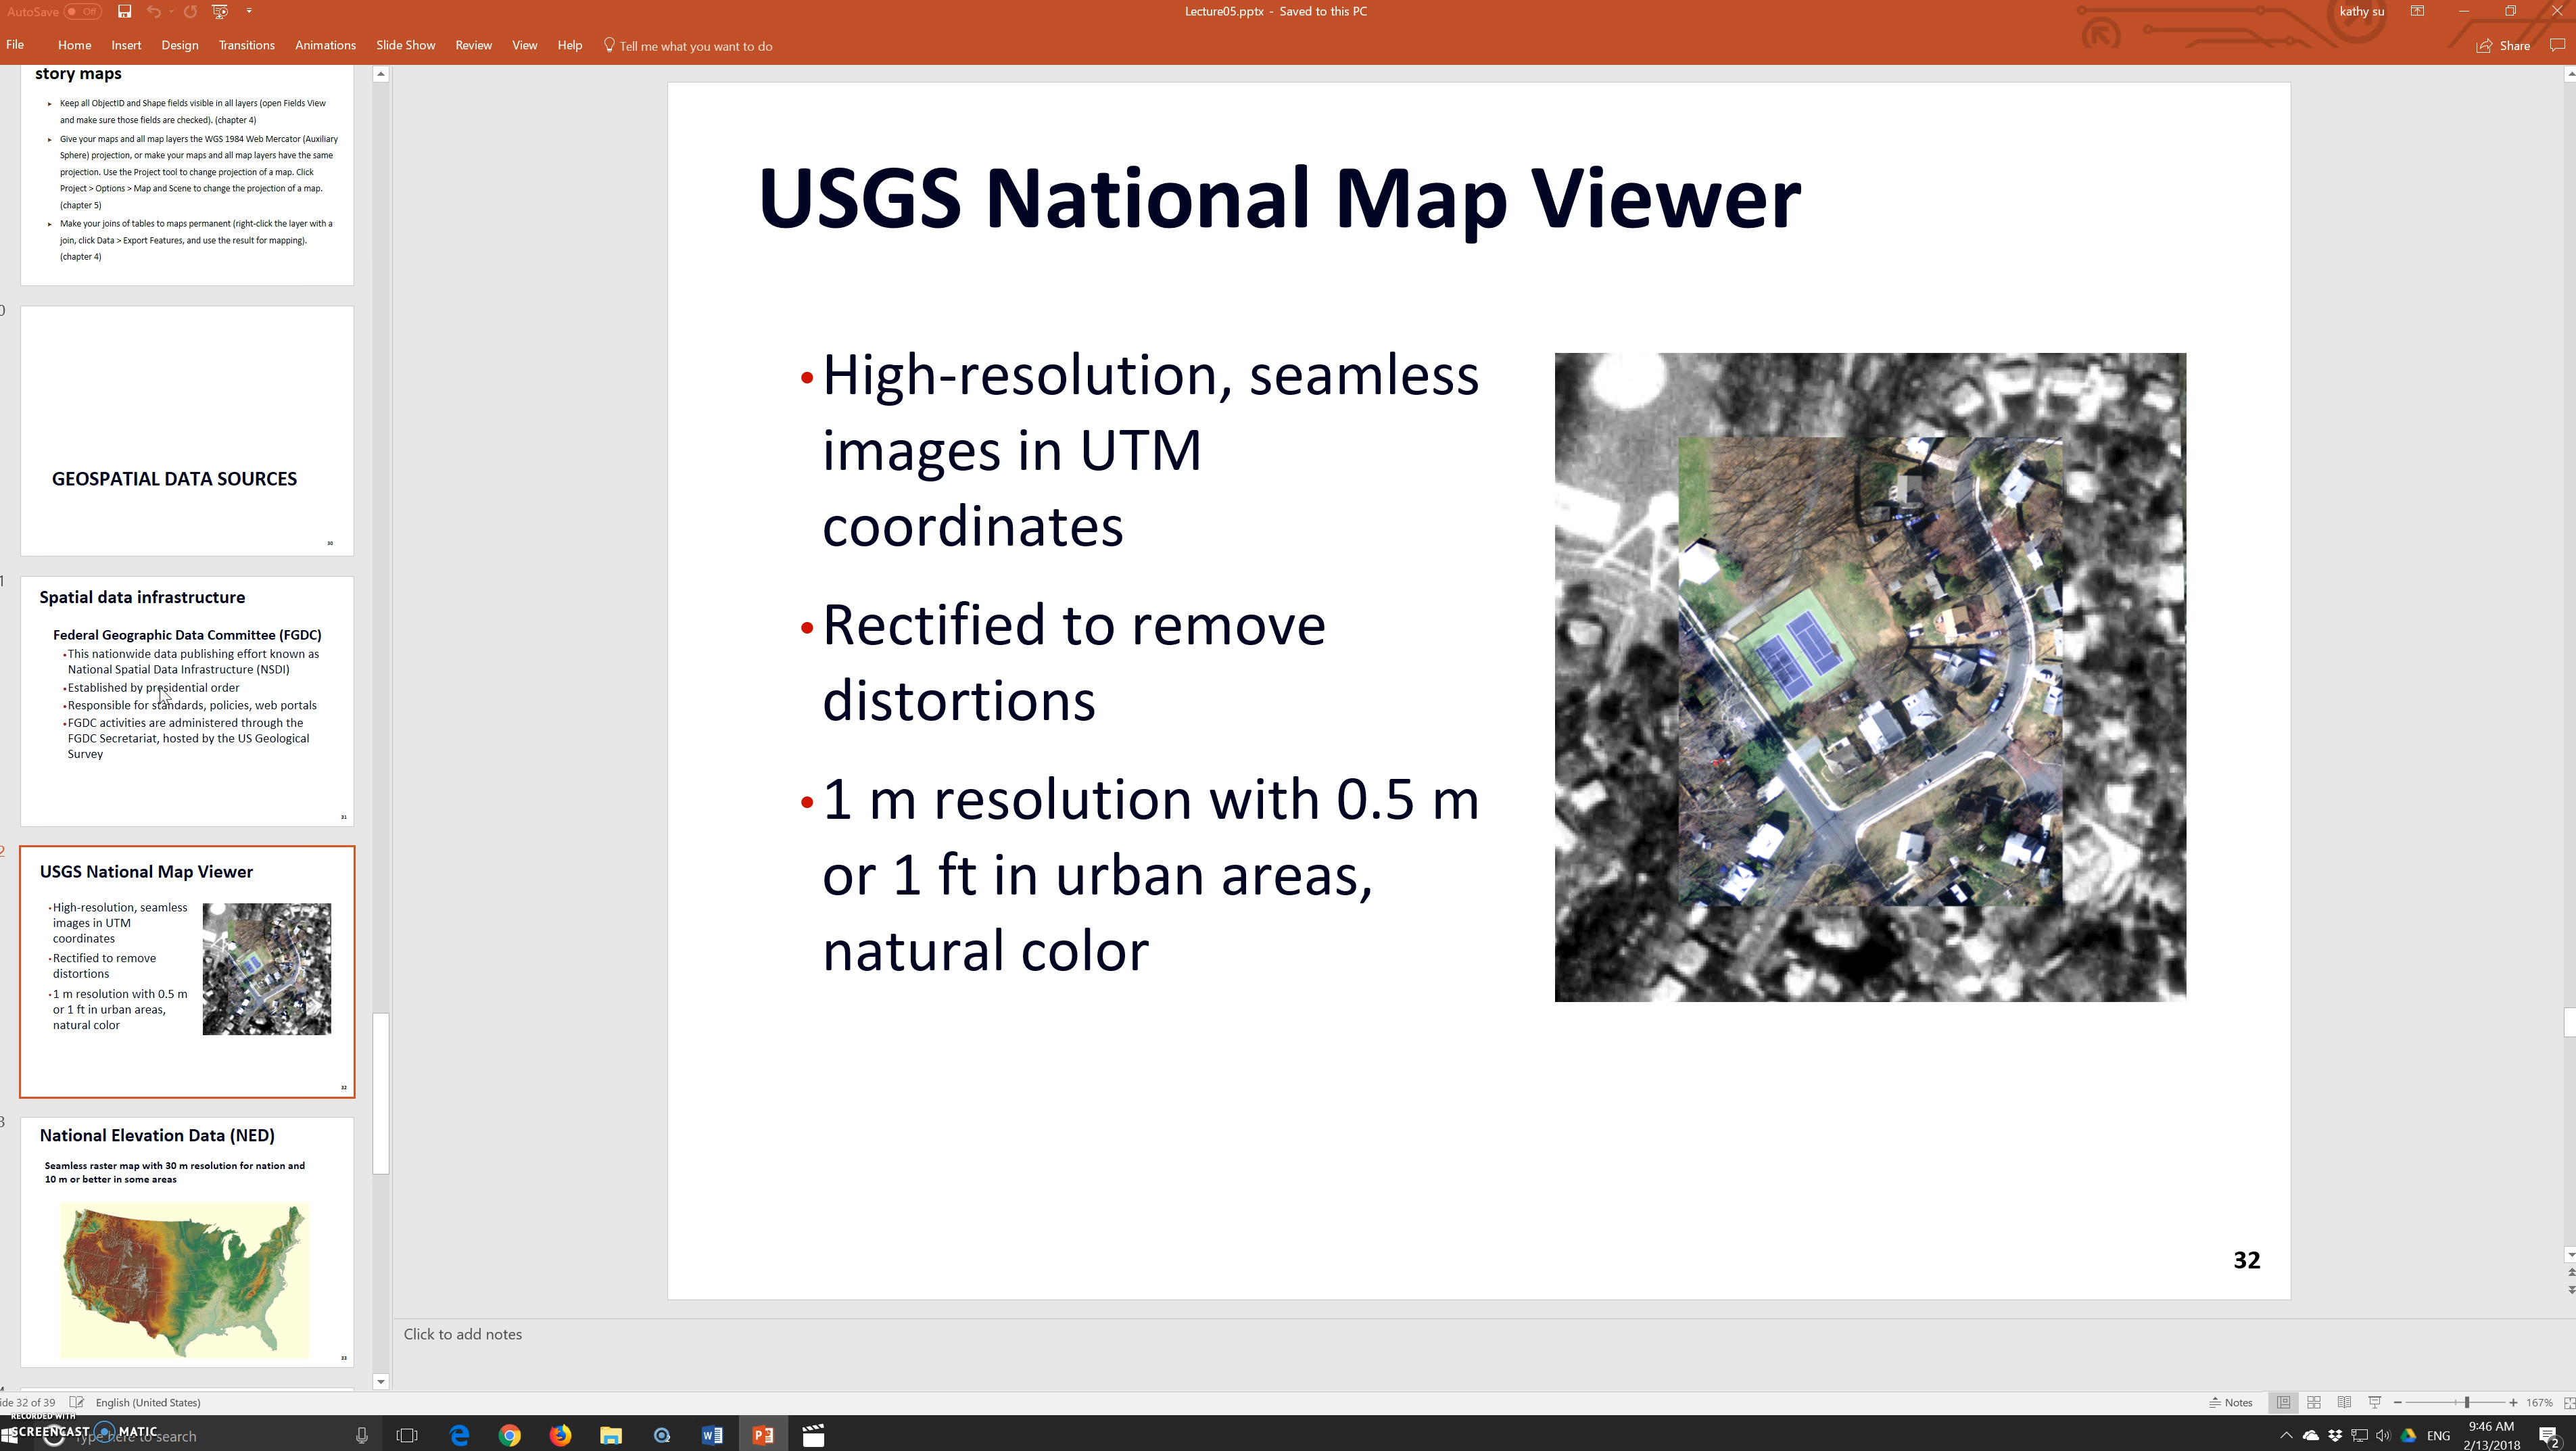 AutoSave Off
Lecture05.pptx - Saved to this PC
kathy su
File Home Insert Design Transitions Animations Slide Show Review View Help Tell me what you want to do
Share
story maps
Keep all ObjectID and Shape fields visible in all layers (open Fields View
and make sure those fields are checked). (chapter 4)
Give your maps and all map layers the WGS 1984 Web Mercator (Auxiliary
Sphere) projection, or make your maps and all map layers have the same
projection. Use the Project tool to change projection of a map. Click
Project > Options > Map and Scene to change the projection of a map.
(chapter 5)
Make your joins of tables to maps permanent (right-click the layer with a
join, click Data > Export Features, and use the result for mapping).
(chapter 4)
0
GEOSPATIAL DATA SOURCES
30
1
Spatial data infrastructure
Federal Geographic Data Committee (FGDC)
•This nationwide data publishing effort known as
National Spatial Data Infrastructure (NSDI)
•Established by presidential order
•Responsible for standards, policies, web portals
•FGDC activities are administered through the
FGDC Secretariat, hosted by the US Geological
Survey
31
2
USGS National Map Viewer
•High-resolution, seamless
images in UTM
coordinates
•Rectified to remove
distortions
•1 m resolution with 0.5 m
or 1 ft in urban areas,
natural color
32
3
National Elevation Data (NED)
Seamless raster map with 30 m resolution for nation and
10 m or better in some areas
33
USGS National Map Viewer
•High-resolution, seamless
images in UTM
coordinates
•Rectified to remove
distortions
•1 m resolution with 0.5 m
or 1 ft in urban areas,
natural color
32
Click to add notes
ide 32 of 39 English (United States)
Notes
167%
RECORDED WITH
SCREENCAST MATIC
Type here to search
ENG
9:46 AM
2/13/2018
2